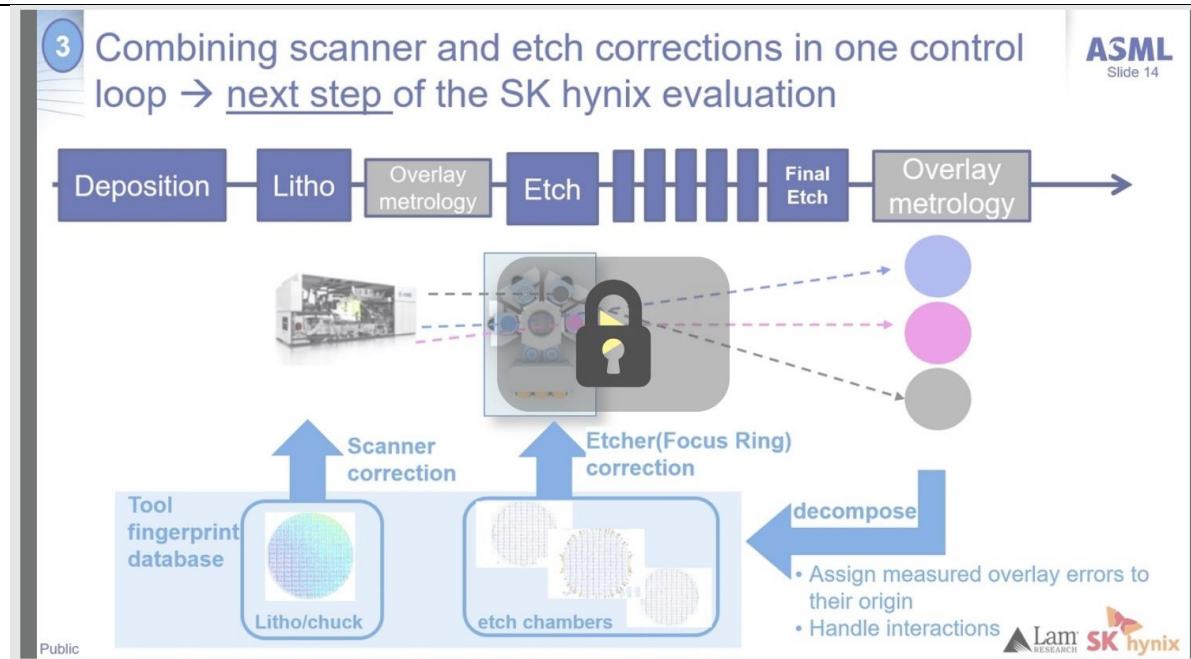 3
Combining scanner and etch corrections in one control
loop → next step of the SK hynix evaluation
ASML
Slide 14
Deposition
Litho
Overlay
metrology
Etch
Final
Etch
Overlay
metrology
Scanner
correction
Etcher(Focus Ring)
correction
Tool
fingerprint
database
Litho/chuck
etch chambers
decompose
• Assign measured overlay errors to
their origin
• Handle interactions
Lam
RESEARCH
SK hynix
Public